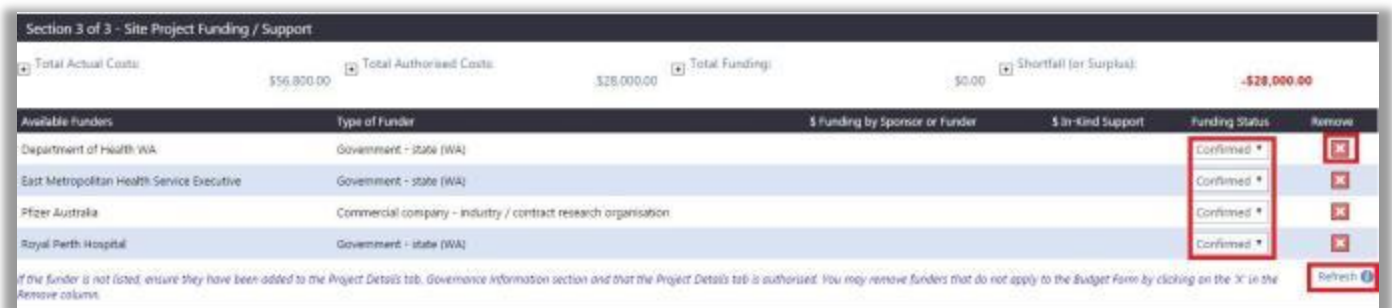 Section 3 of 3 - Site Project Funding / Support
Total Actual Costs: Total Authorised Costs: Total Funding: Shortfall (or Surplus):
$56,800.00 $28,000.00 $0.00 -$28,000.00
Available Funders Type of Funder $ Funding by Sponsor or Funder $ In-Kind Support Funding Status Remove
Department of Health WA Government - state (WA) Confirmed
East Metropolitan Health Service Executive Government - state (WA) Confirmed
Pfizer Australia Commercial company - industry / contract research organisation Confirmed
Royal Perth Hospital Government - state (WA) Confirmed
If the funder is not listed, ensure they have been added to the Project Details tab, Governance Information section and that the Project Details tab is authorised. You may remove funders that do not apply to the Budget Form by clicking on the 'X' in the Refresh
Remove column.